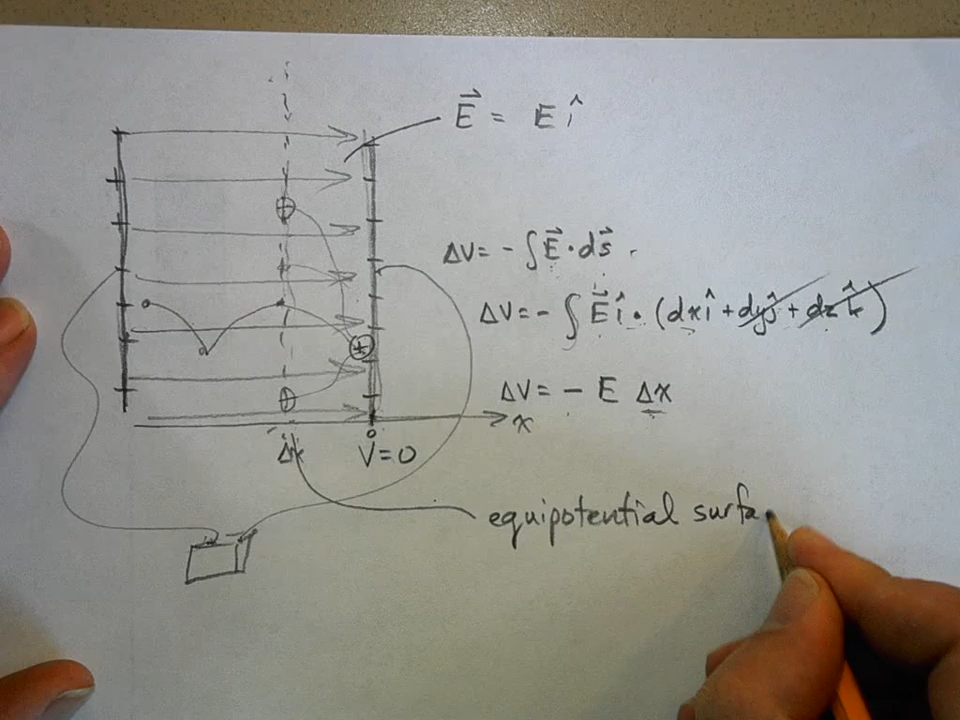 E⃗ = E î
ΔV = - ∫ E⃗ · ds⃗
ΔV = - ∫ E⃗ î · (dx î + dy ĵ + dz k̂)
ΔV = - E Δx
x
Δx V=0
equipotential surfa